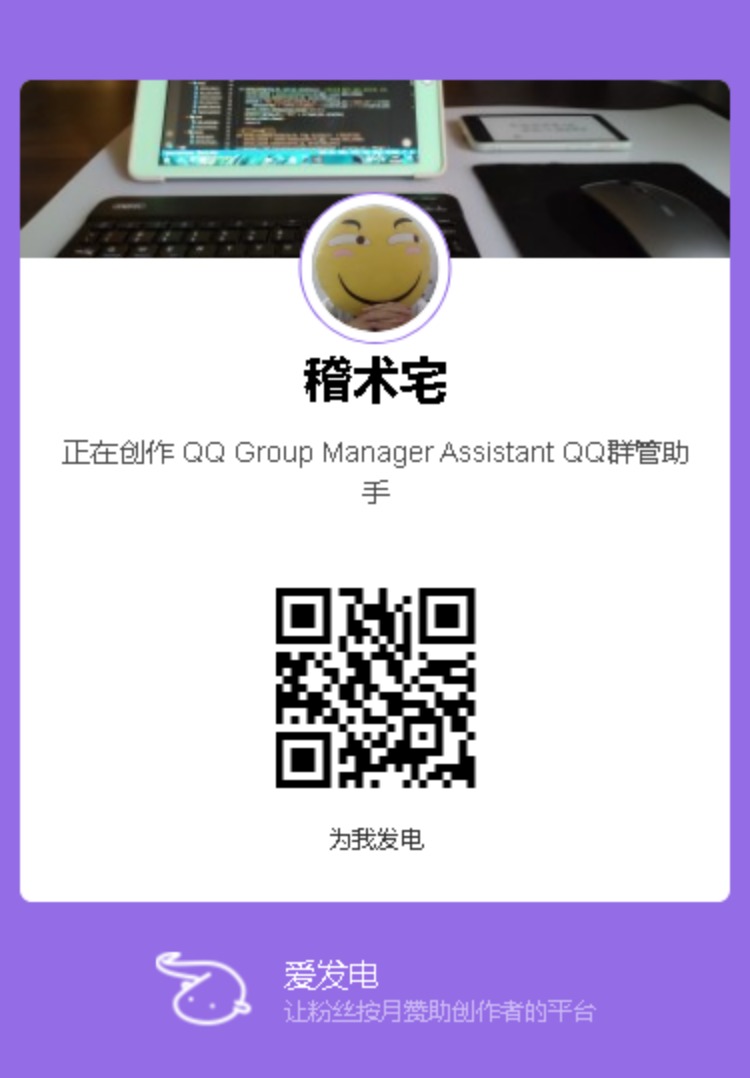 稽术宅
正在创作 QQ Group Manager Assistant QQ群管助
手
为我发电
爱发电
让粉丝按月赞助创作者的平台